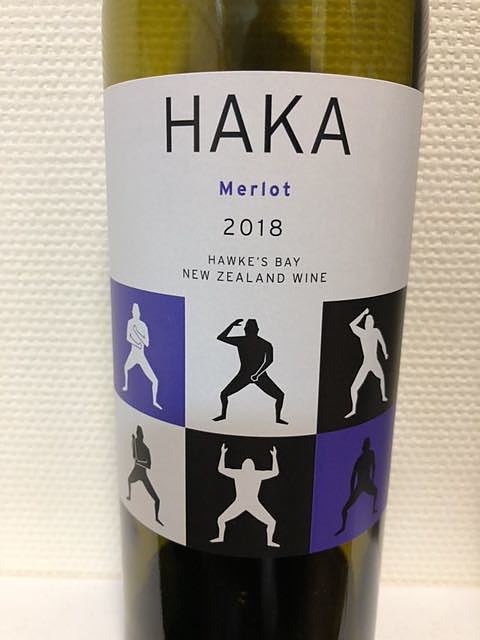 HAKA
Merlot
2018
HAWKE'S BAY
NEW ZEALAND WINE